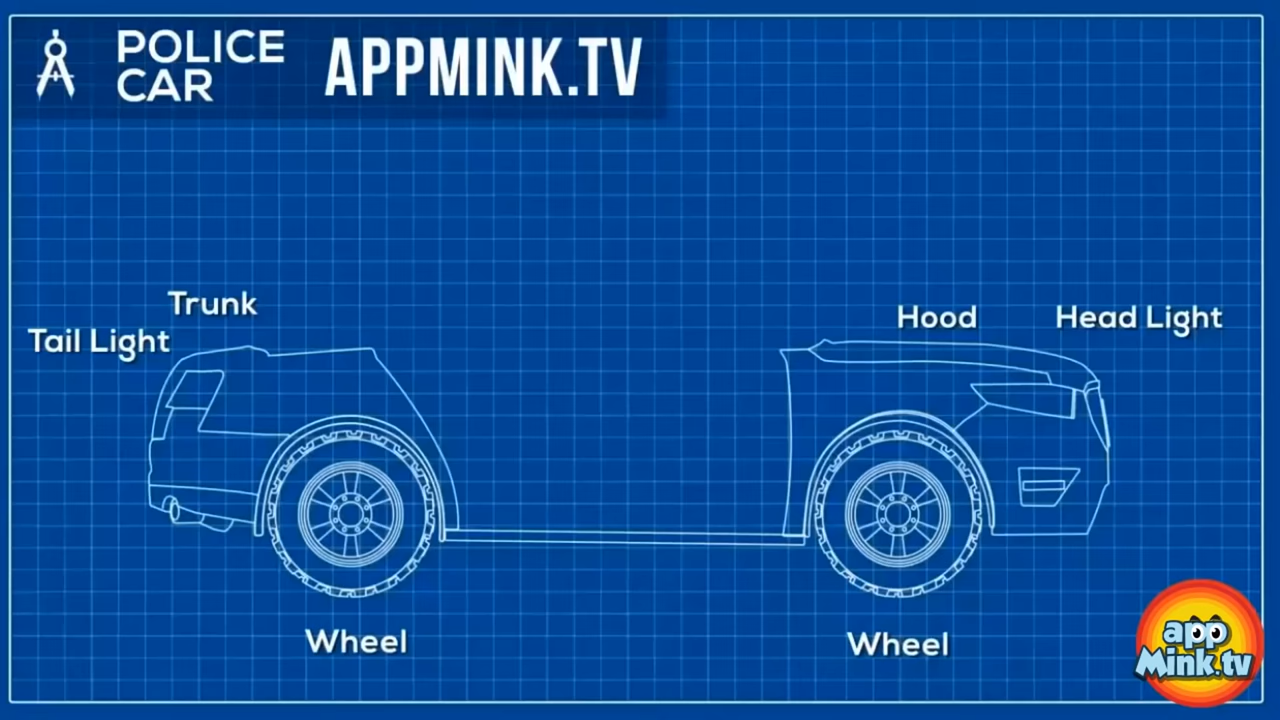 POLICE
CAR
APPMINK.TV
Trunk
Tail Light
Hood
Head Light
Wheel
Wheel
app
Mink.tv